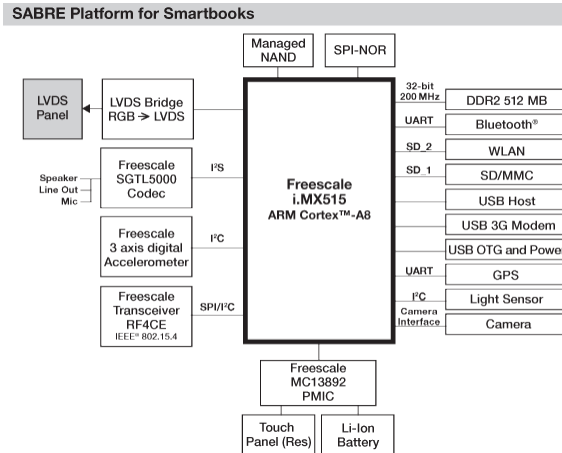 SABRE Platform for Smartbooks
Managed
NAND
SPI-NOR
LVDS
Panel
LVDS Bridge
RGB → LVDS
Speaker
Line Out
Mic
Freescale
SGTL5000
Codec
I²S
Freescale
3 axis digital
Accelerometer
I²C
Freescale
Transceiver
RF4CE
IEEE® 802.15.4
SPI/I²C
Freescale
i.MX515
ARM Cortex™-A8
32-bit
200 MHz
DDR2 512 MB
UART
Bluetooth®
SD_2
WLAN
SD_1
SD/MMC
USB Host
USB 3G Modem
USB OTG and Power
UART
GPS
I²C
Light Sensor
Camera
Interface
Camera
Freescale
MC13892
PMIC
Touch
Panel (Res)
Li-Ion
Battery